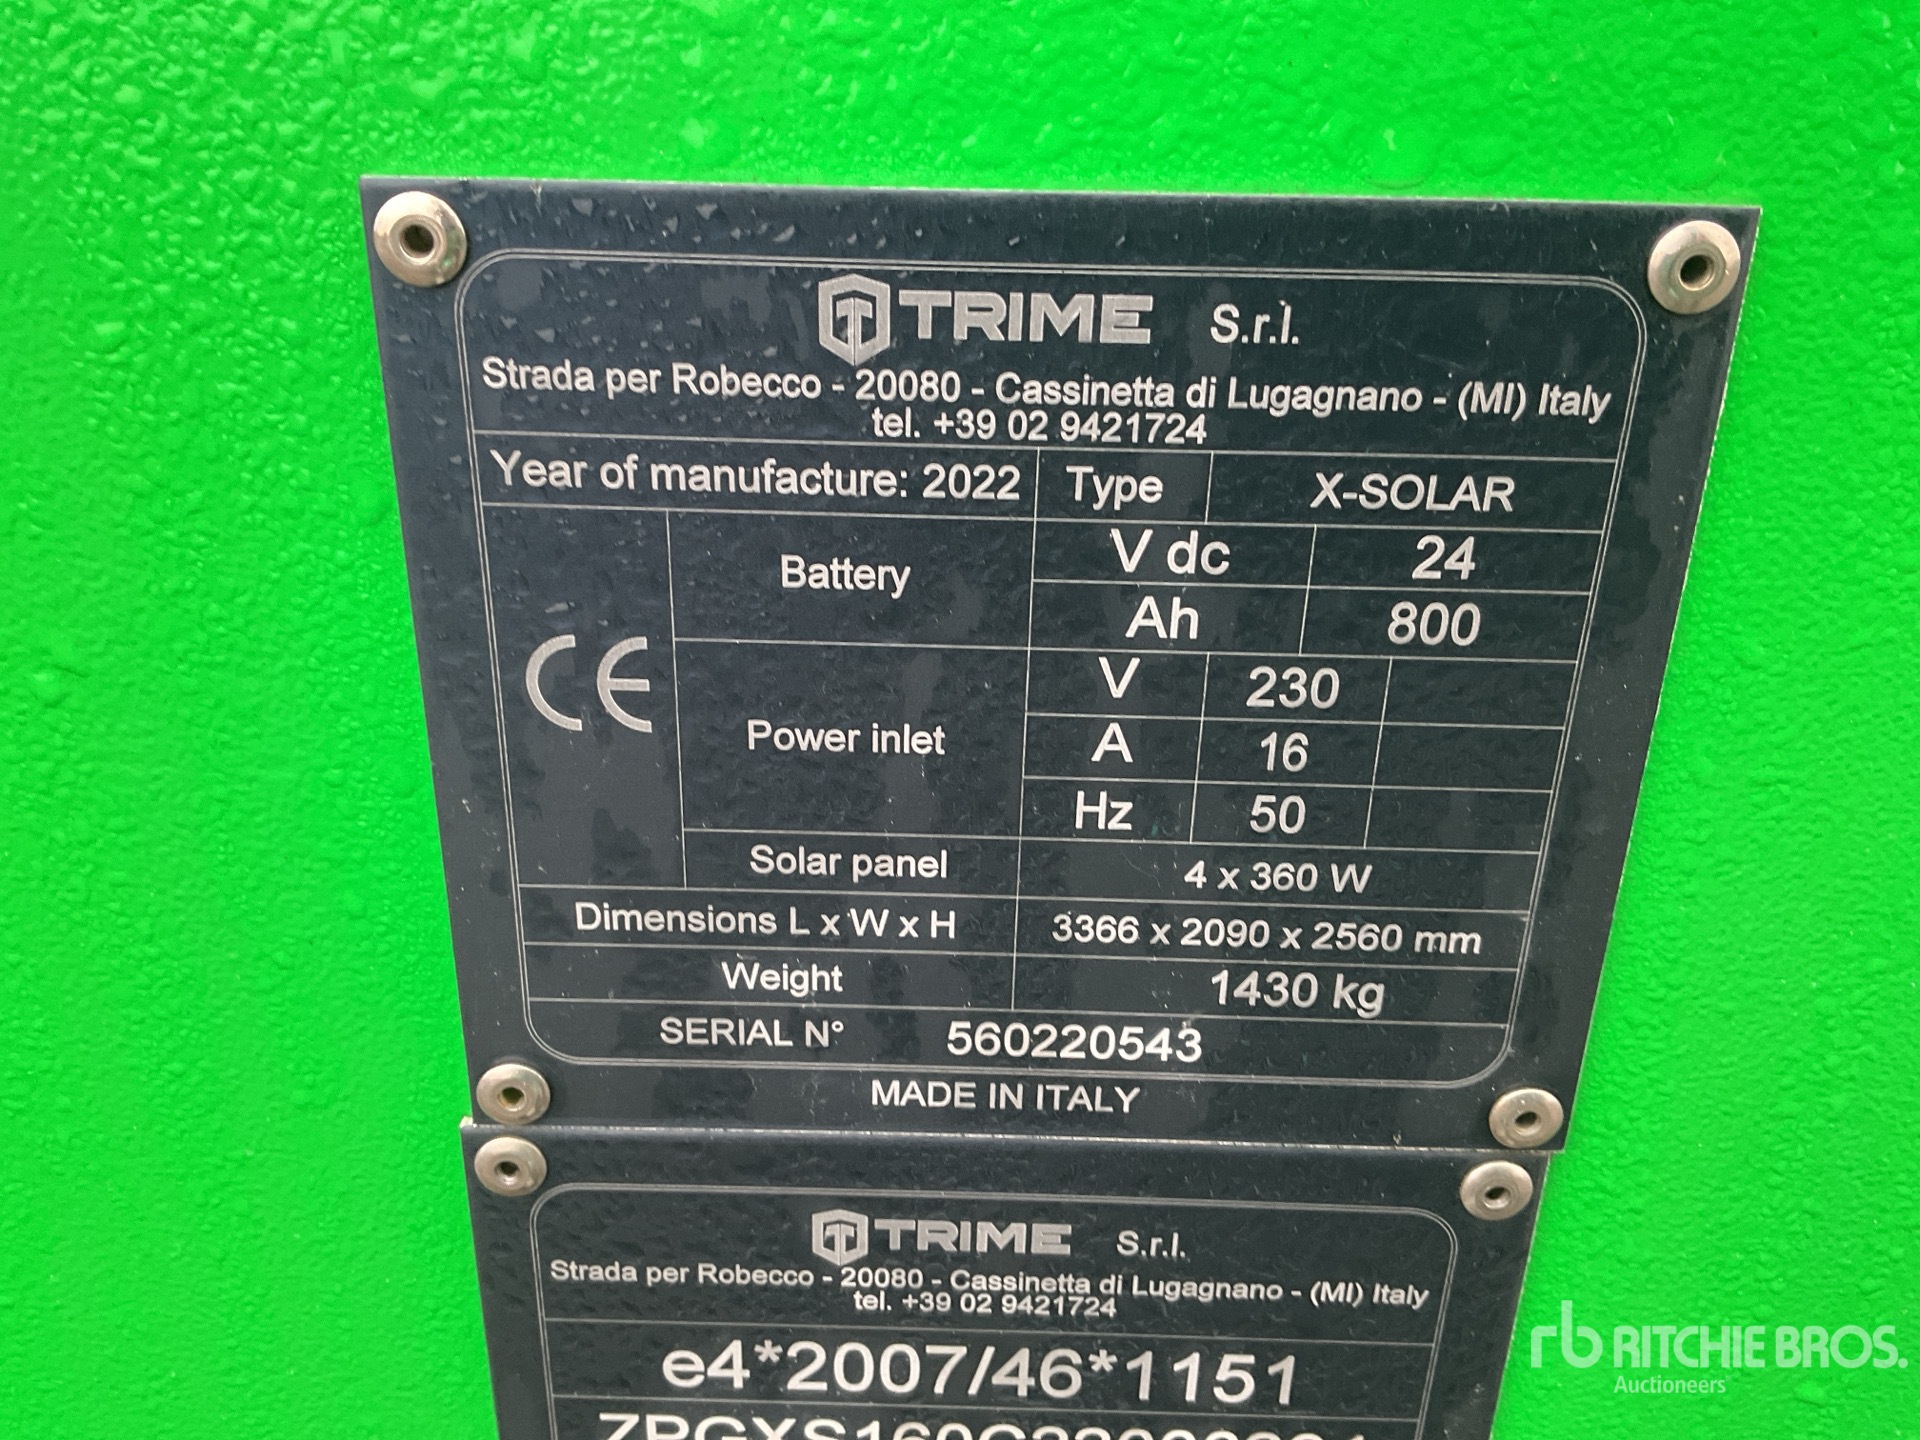 TRIME S.r.l.
Strada per Robecco - 20080 - Cassinetta di Lugagnano - (MI) Italy
tel. +39 02 9421724
Year of manufacture: 2022 Type X-SOLAR
CE
Battery V dc 24
Ah 800
Power inlet V 230
A 16
Hz 50
Solar panel 4 x 360 W
Dimensions L x W x H 3366 x 2090 x 2560 mm
Weight 1430 kg
SERIAL N° 560220543
MADE IN ITALY
TRIME S.r.l.
Strada per Robecco - 20080 - Cassinetta di Lugagnano - (MI) Italy
tel. +39 02 9421724
e4*2007/46*1151
rb RITCHIE BROS.
Auctioneers